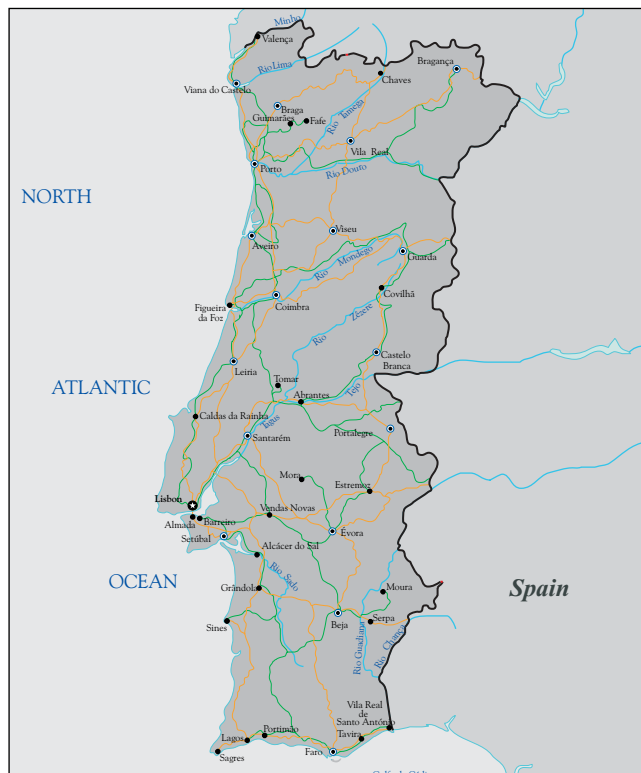 Minho
Valença
Rio Lima
Bragança
Chaves
Viana do Castelo
Braga
Guimarães
Fafe
Rio Tamega
Vila Real
Porto
Rio Douro
NORTH
Viseu
Aveiro
Guarda
Rio Mondego
Covilhã
Coimbra
Figueira
da Foz
Rio Zêzere
Castelo
Branca
Leiria
Tomar
Tejo
ATLANTIC
Abrantes
Caldas da Rainha
Tagus
Portalegre
Santarém
Mora
Estremoz
Lisbon
Vendas Novas
Almada
Barreiro
Setúbal
Évora
Alcácer do Sal
OCEAN
Rio Sado
Grândola
Moura
Spain
Beja
Serpa
Sines
Rio Guadiana
Rio Chança
Vila Real
de
Santo António
Portimão
Lagos
Tavira
Sagres
Faro